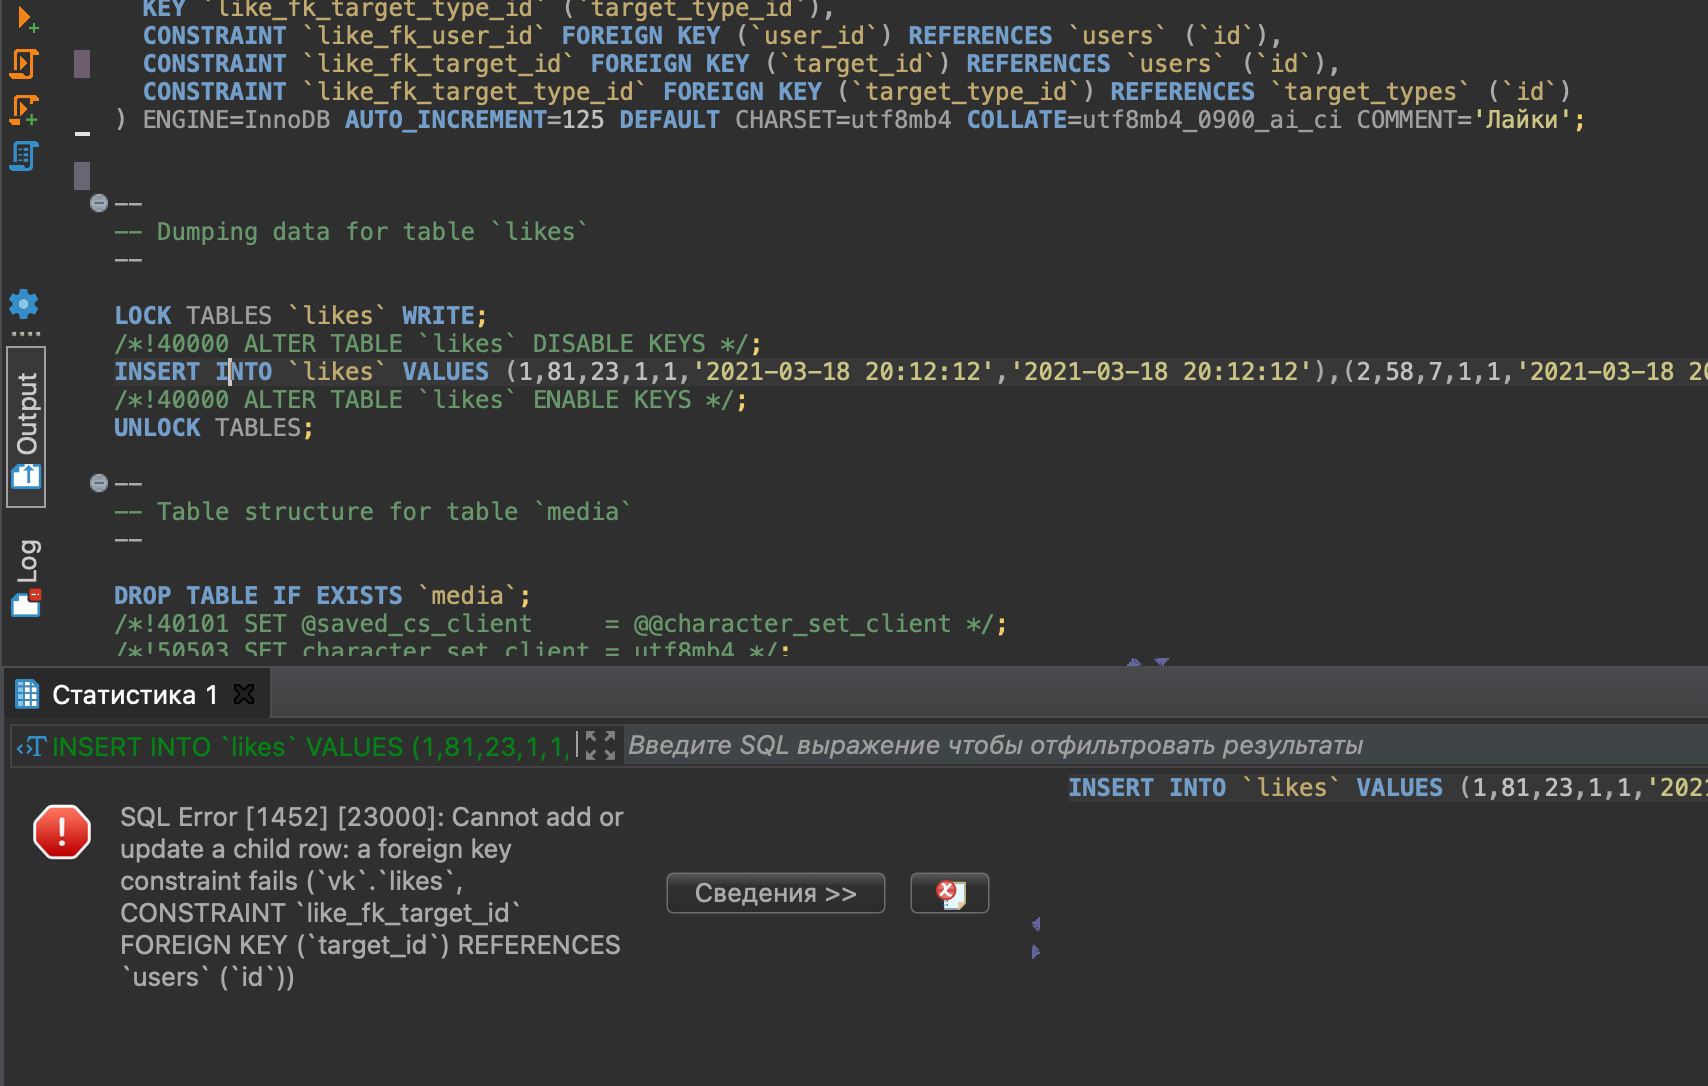 KEY `like_fk_target_type_id` (`target_type_id`),
CONSTRAINT `like_fk_user_id` FOREIGN KEY (`user_id`) REFERENCES `users` (`id`),
CONSTRAINT `like_fk_target_id` FOREIGN KEY (`target_id`) REFERENCES `users` (`id`),
CONSTRAINT `like_fk_target_type_id` FOREIGN KEY (`target_type_id`) REFERENCES `target_types` (`id`)
) ENGINE=InnoDB AUTO_INCREMENT=125 DEFAULT CHARSET=utf8mb4 COLLATE=utf8mb4_0900_ai_ci COMMENT='Лайки';
--
-- Dumping data for table `likes`
--
LOCK TABLES `likes` WRITE;
/*!40000 ALTER TABLE `likes` DISABLE KEYS */;
INSERT INTO `likes` VALUES (1,81,23,1,1,'2021-03-18 20:12:12','2021-03-18 20:12:12'),(2,58,7,1,1,'2021-03-18 20
/*!40000 ALTER TABLE `likes` ENABLE KEYS */;
UNLOCK TABLES;
--
-- Table structure for table `media`
--
DROP TABLE IF EXISTS `media`;
/*!40101 SET @saved_cs_client     = @@character_set_client */;
/*!50503 SET character_set_client = utf8mb4 */;
Output
Log
Статистика 1
INSERT INTO `likes` VALUES (1,81,23,1,1,
Введите SQL выражение чтобы отфильтровать результаты
SQL Error [1452] [23000]: Cannot add or
update a child row: a foreign key
constraint fails (`vk`.`likes`,
CONSTRAINT `like_fk_target_id`
FOREIGN KEY (`target_id`) REFERENCES
`users` (`id`))
Сведения >>
INSERT INTO `likes` VALUES (1,81,23,1,1,'2021